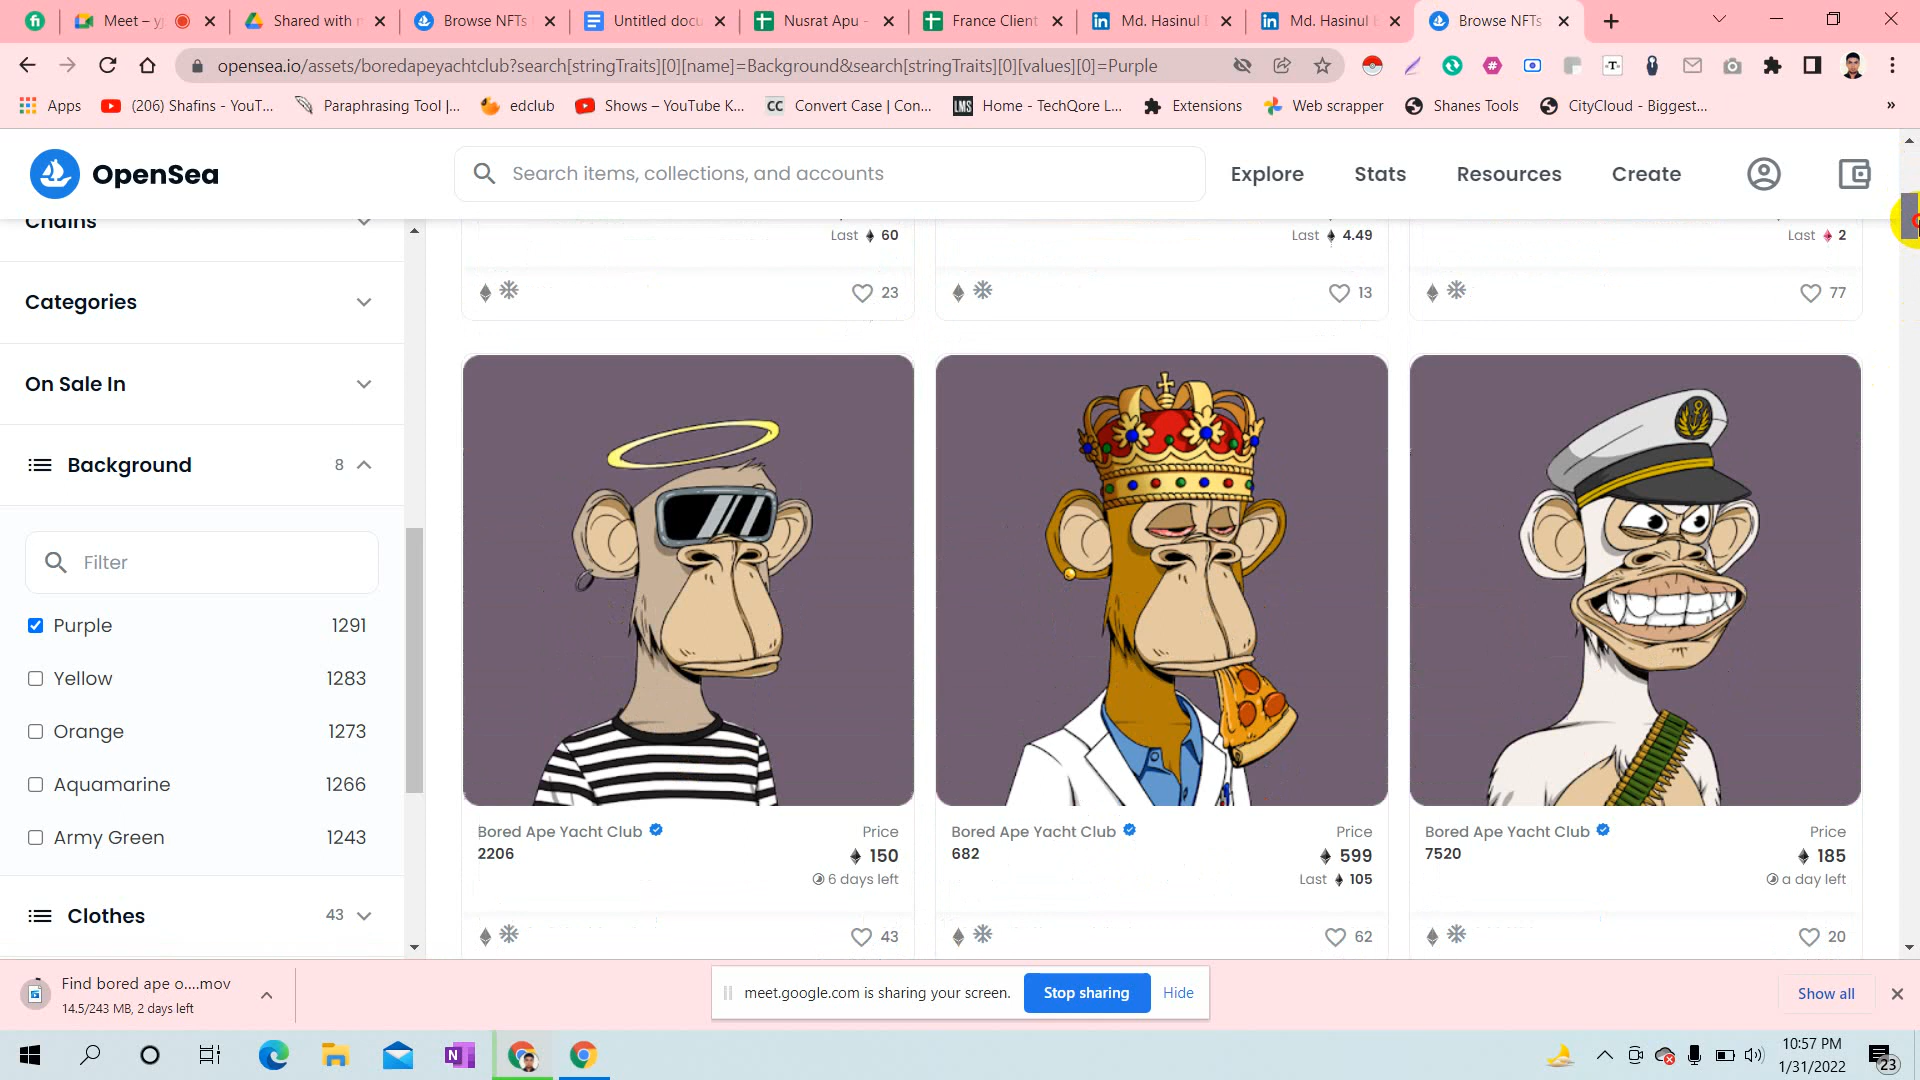 Meet – yj
Shared with m
Browse NFTs
Untitled docu
Nusrat Apu -
France Client
Md. Hasinul
Md. Hasinul
Browse NFTs
opensea.io/assets/boredapeyachtclub?search[stringTraits][0][name]=Background&search[stringTraits][0][values][0]=Purple
Apps
(206) Shafins - YouT...
Paraphrasing Tool |...
edclub
Shows – YouTube K...
CC
Convert Case | Con...
LMS
Home - TechQore L...
Extensions
Web scrapper
Shanes Tools
CityCloud - Biggest...
»
OpenSea
Search items, collections, and accounts
Explore
Stats
Resources
Create
Chains
Categories
On Sale In
Background 8
Filter
Purple 1291
Yellow 1283
Orange 1273
Aquamarine 1266
Army Green 1243
Clothes 43
Last 60
23
Last 4.49
13
Last 2
77
Bored Ape Yacht Club Price
2206 150
6 days left
43
Bored Ape Yacht Club Price
682 599
Last 105
62
Bored Ape Yacht Club Price
7520 185
a day left
20
Find bored ape o....mov
14.5/243 MB, 2 days left
meet.google.com is sharing your screen.
Stop sharing
Hide
Show all
10:57 PM
1/31/2022
23